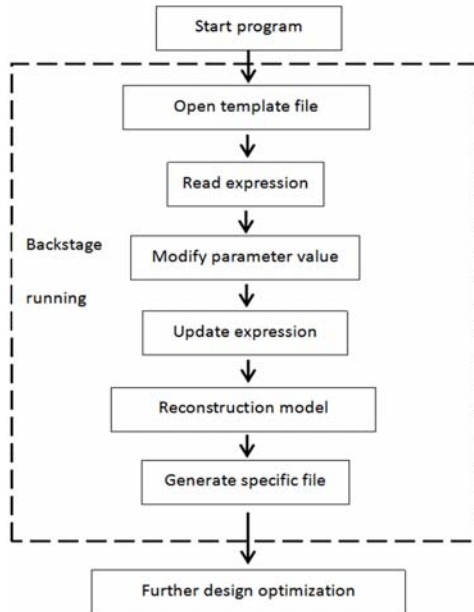 Start program
Open template file
Read expression
Backstage
running
Modify parameter value
Update expression
Reconstruction model
Generate specific file
Further design optimization